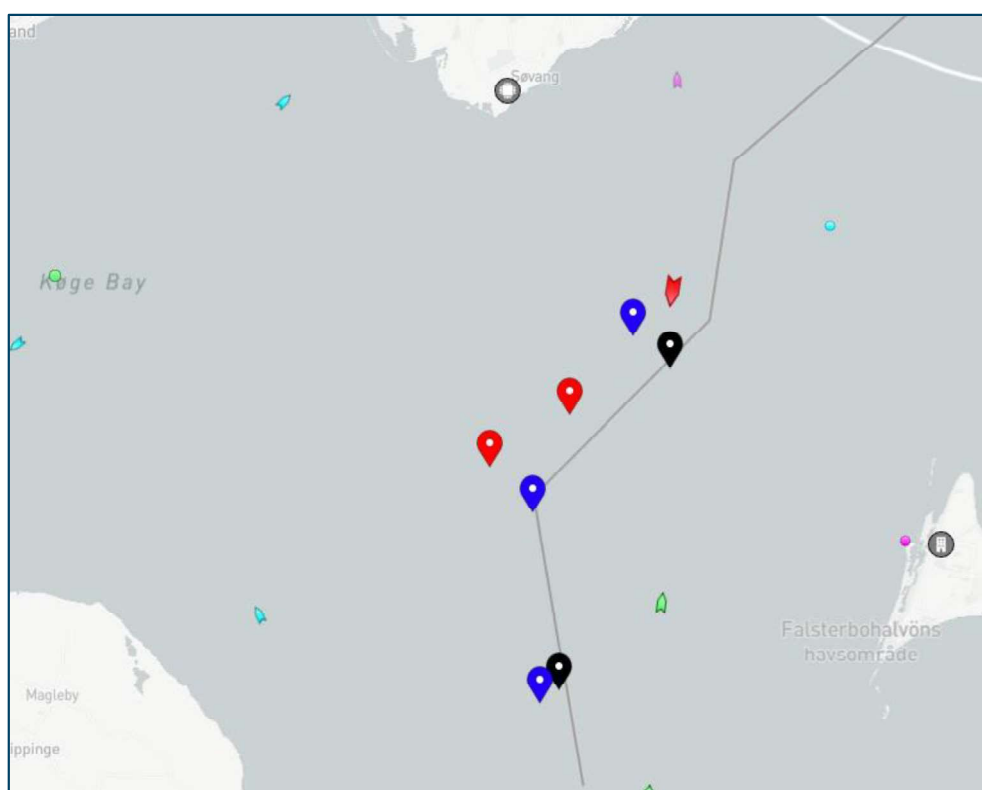 and
Søvang
Køge Bay
Falsterbohalvöns
havsområde
Magleby
ippinge